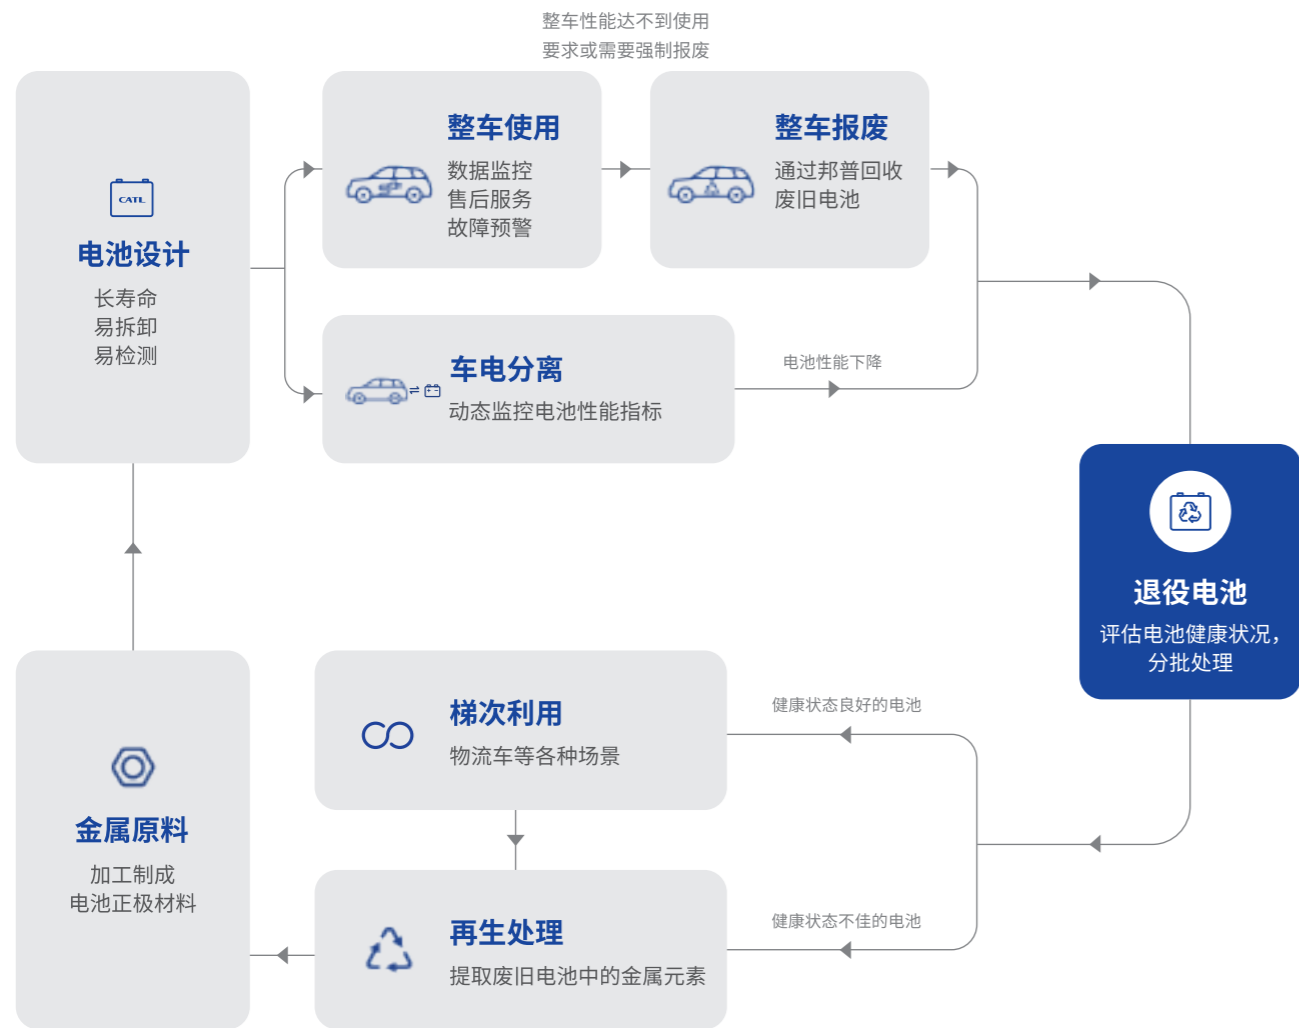 整车性能达不到使用
要求或需要强制报废
CATL
电池设计
长寿命
易拆卸
易检测
整车使用
数据监控
售后服务
故障预警
整车报废
通过邦普回收
废旧电池
车电分离
动态监控电池性能指标
电池性能下降
退役电池
评估电池健康状况，
分批处理
健康状态良好的电池
梯次利用
物流车等各种场景
健康状态不佳的电池
再生处理
提取废旧电池中的金属元素
金属原料
加工制成
电池正极材料